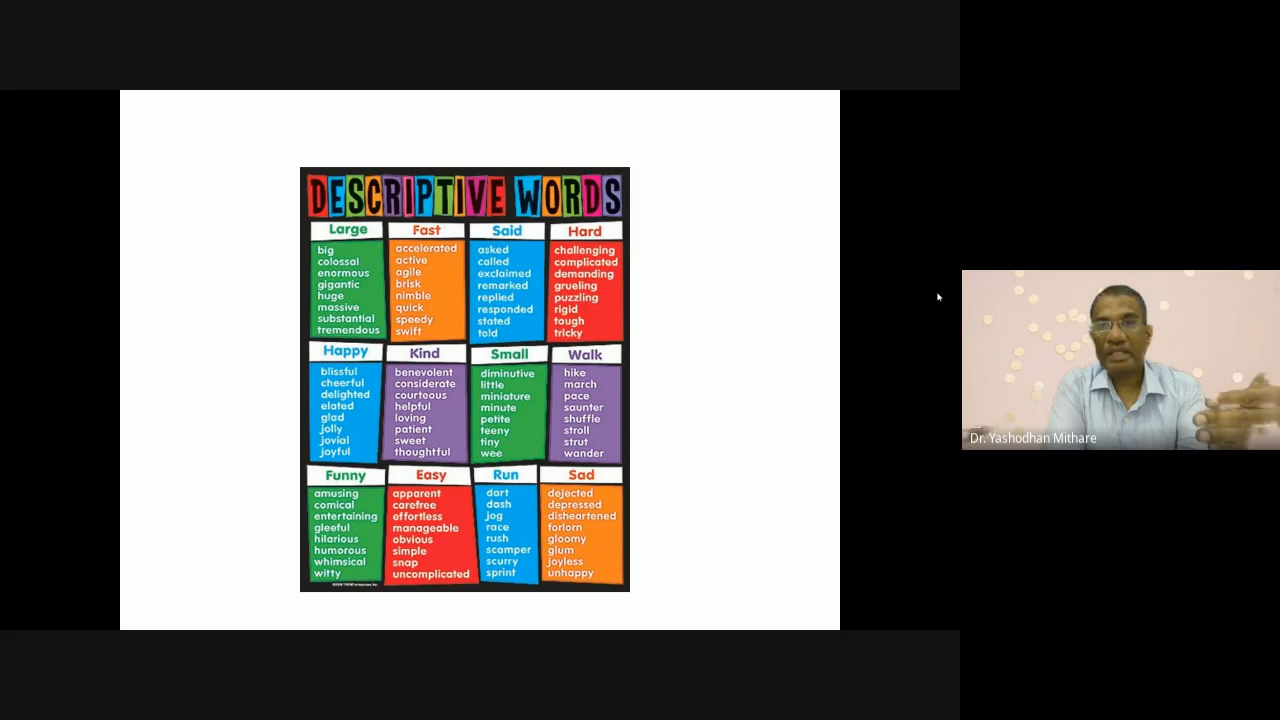 DESCRIPTIVE WORDS
Large
big
colossal
enormous
gigantic
huge
massive
substantial
tremendous
Fast
accelerated
active
agile
brisk
nimble
quick
speedy
swift
Said
asked
called
exclaimed
remarked
replied
responded
stated
told
Hard
challenging
complicated
demanding
grueling
puzzling
rigid
tough
tricky
Happy
blissful
cheerful
delighted
elated
glad
jolly
jovial
joyful
Kind
benevolent
considerate
courteous
helpful
loving
patient
sweet
thoughtful
Small
diminutive
little
miniature
minute
petite
teeny
tiny
wee
Walk
hike
march
pace
saunter
shuffle
stroll
strut
wander
Funny
amusing
comical
entertaining
gleeful
hilarious
humorous
whimsical
witty
Easy
apparent
carefree
effortless
manageable
obvious
simple
snap
uncomplicated
Run
dart
dash
jog
race
rush
scamper
scurry
sprint
Sad
dejected
depressed
disheartened
forlorn
gloomy
glum
joyless
unhappy
Dr. Yashodhan Mithare